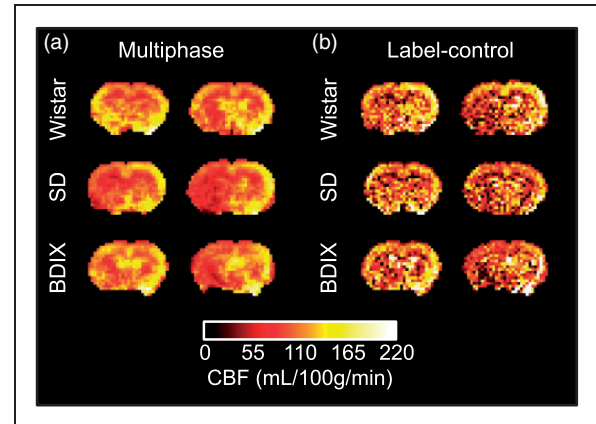 (a) Multiphase (b) Label-control
Wistar Wistar
SD SD
BDIX BDIX
0 55 110 165 220
CBF (mL/100g/min)